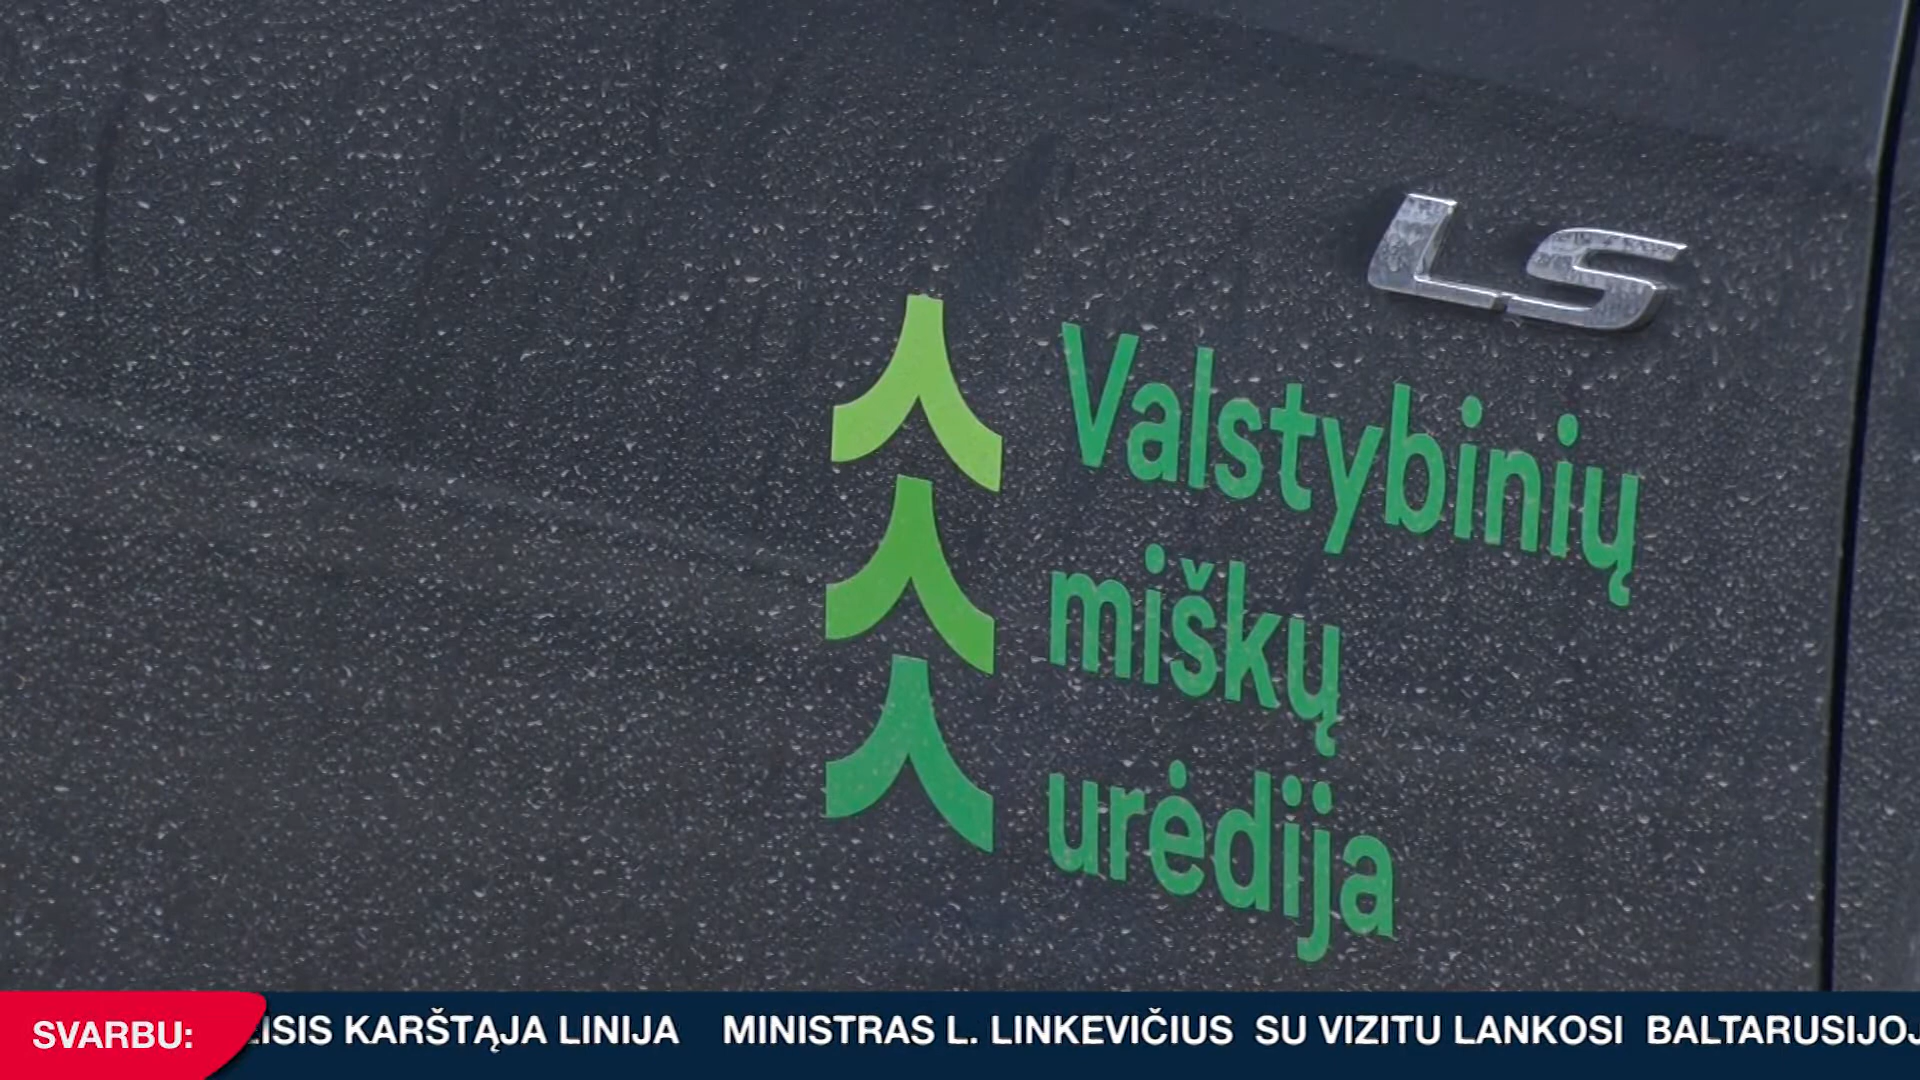 LS
Valstybinių
miškų
urėdija
SVARBU:
KARŠTĄJA LINIJA MINISTRAS L. LINKEVIČIUS SU VIZITU LANKOSI